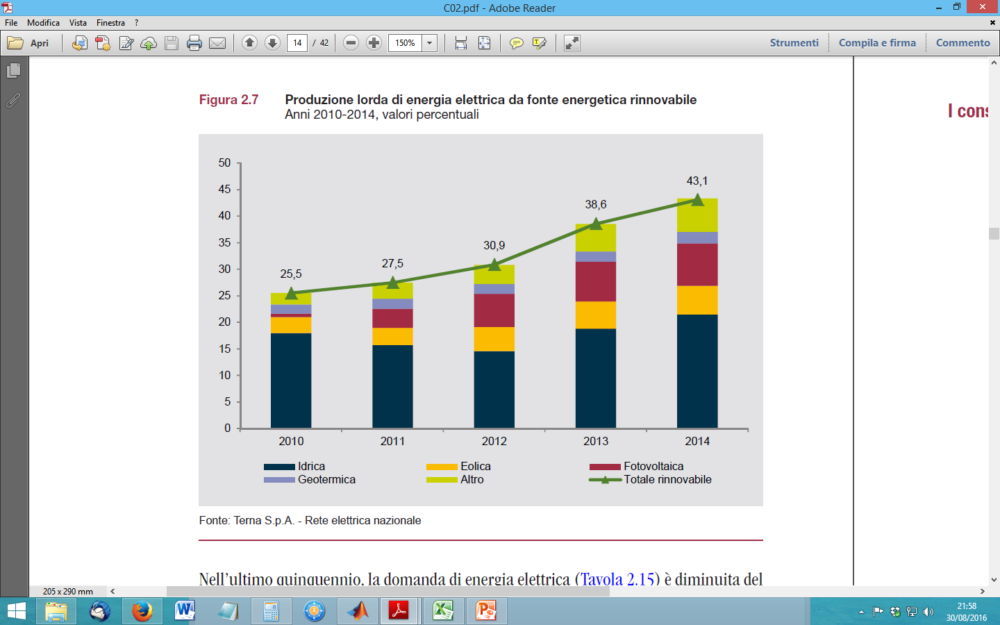 C02.pdf - Adobe Reader
File Modifica Vista Finestra ?
Apri 14 / 42 150% Strumenti Compila e firma Commento
Figura 2.7 Produzione lorda di energia elettrica da fonte energetica rinnovabile
Anni 2010-2014, valori percentuali
I cons
50
45
40
35
30
25
20
15
10
5
0
25,5
27,5
30,9
38,6
43,1
2010 2011 2012 2013 2014
Idrica Eolica Fotovoltaica
Geotermica Altro Totale rinnovabile
Fonte: Terna S.p.A. - Rete elettrica nazionale
Nell’ultimo quinquennio, la domanda di energia elettrica (Tavola 2.15) è diminuita del
205 x 290 mm
21:58
30/08/2016